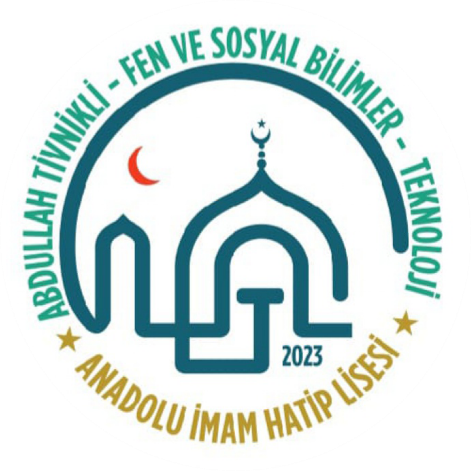 ABDULLAH TİVNİKLİ - FEN VE SOSYAL BİLİMLER - TEKNOLOJİ
2023
ANADOLU İMAM HATİP LİSESİ